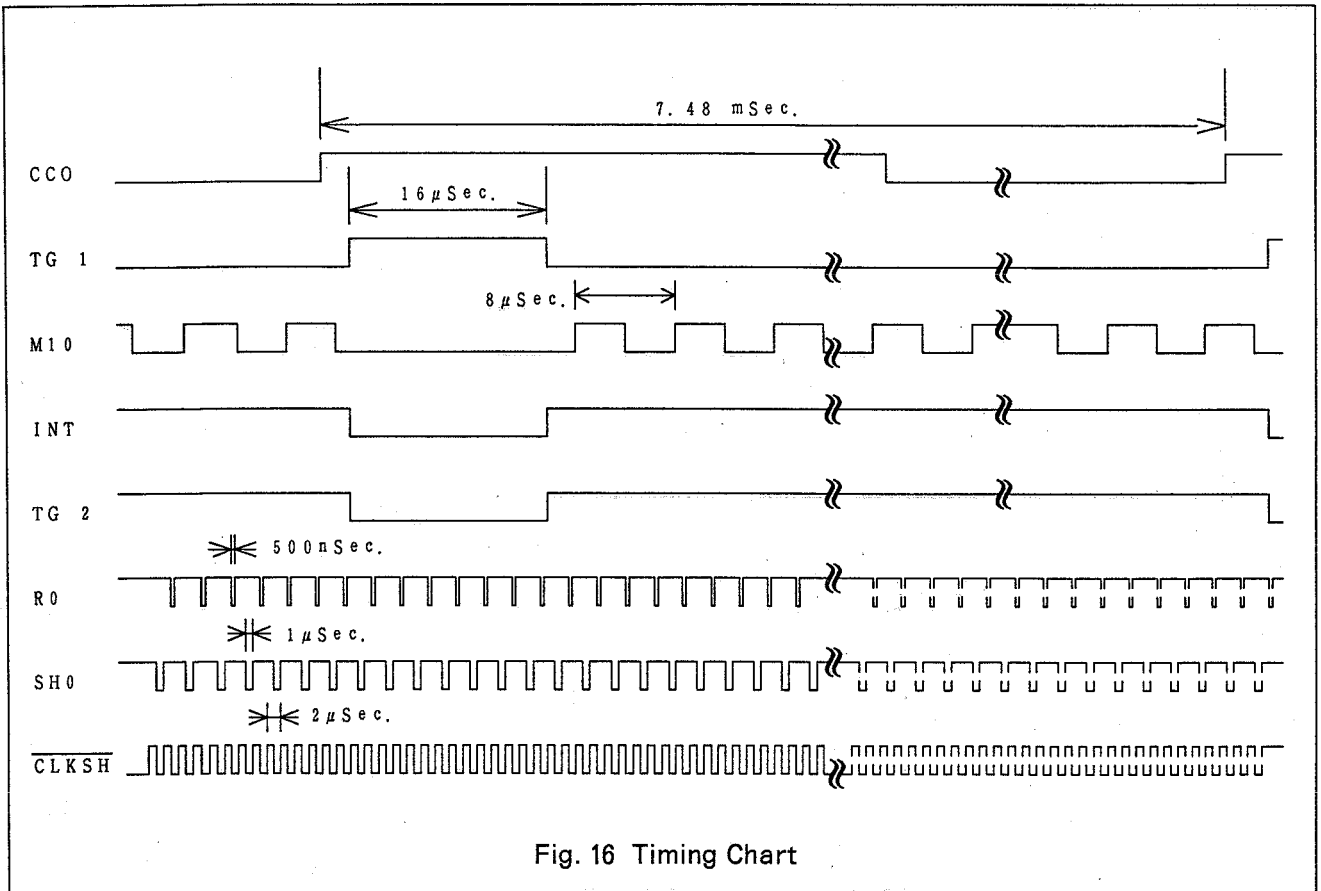 7.48 mSec.
CCO
16μSec.
TG 1
8μSec.
M10
INT
TG 2
500nSec.
R0
1μSec.
SH0
2μSec.
CLKSH
Fig. 16 Timing Chart